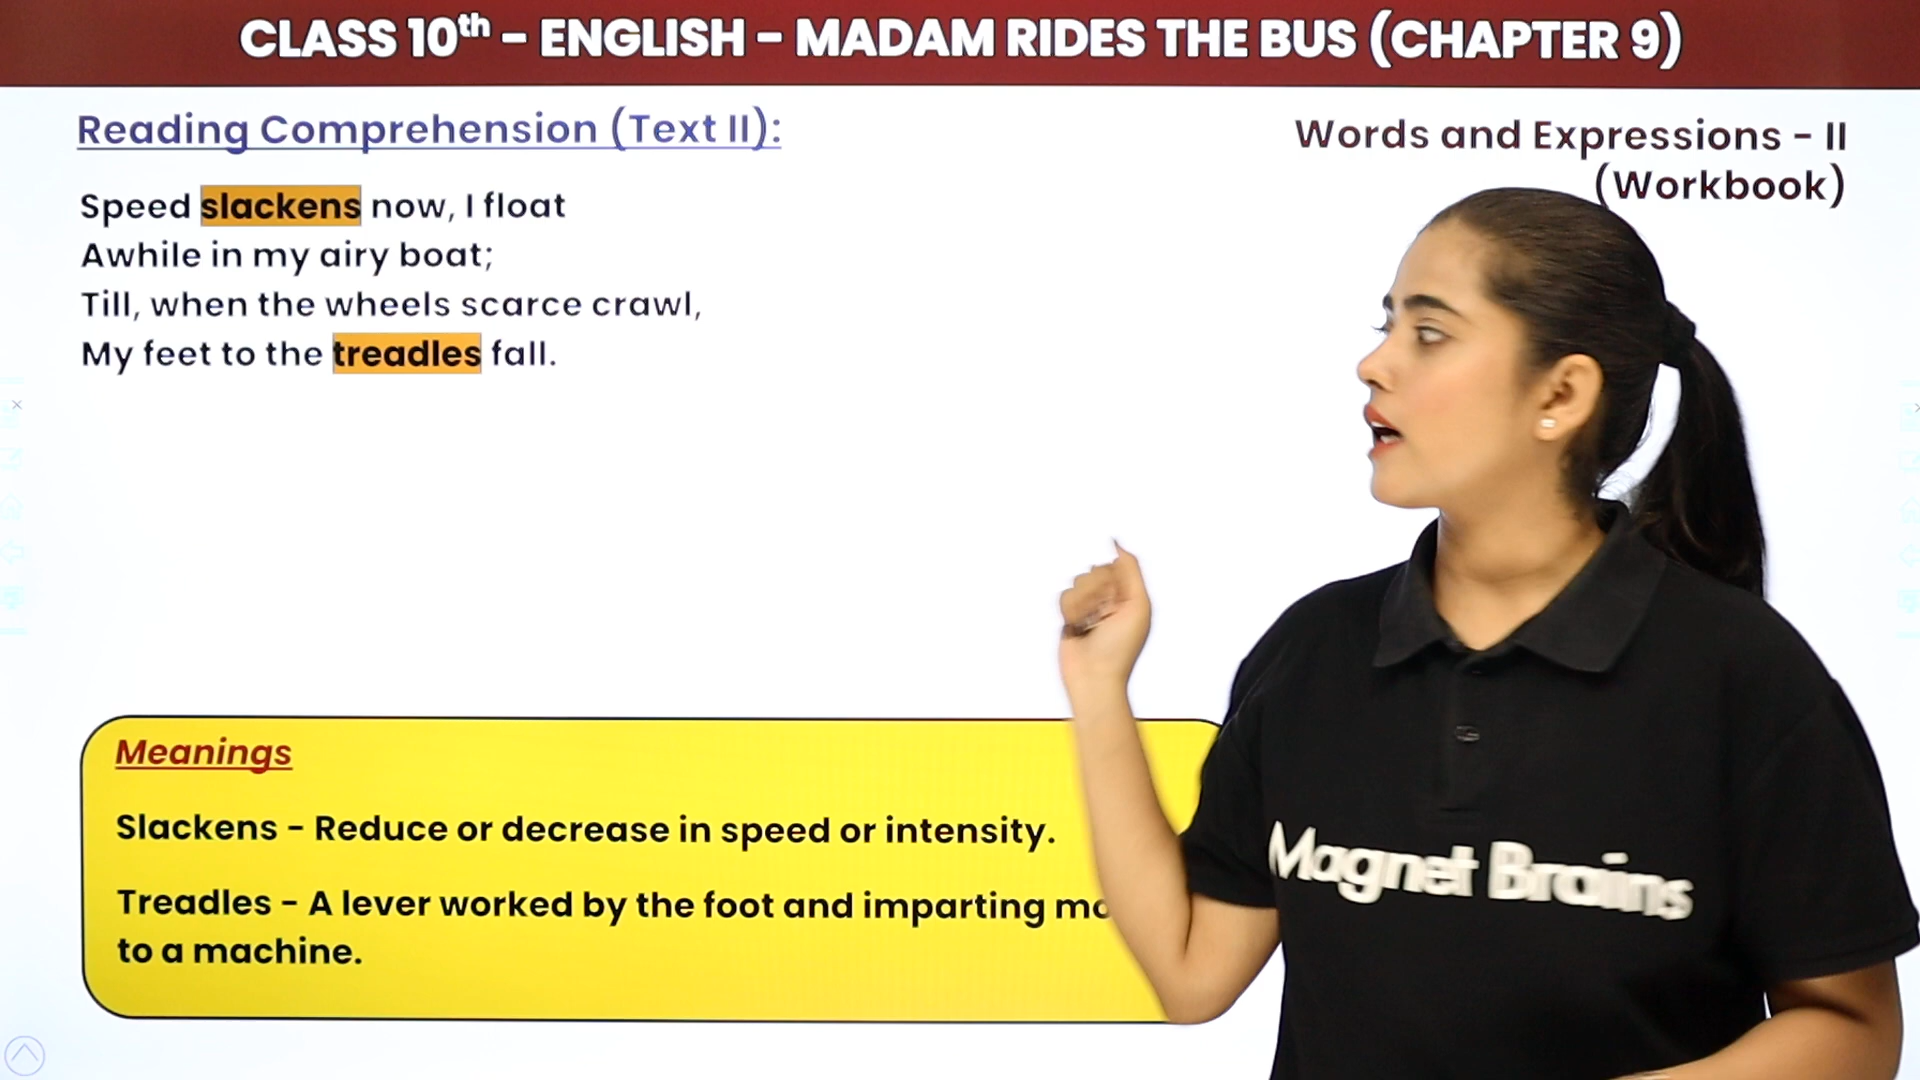 CLASS 10th - ENGLISH - MADAM RIDES THE BUS (CHAPTER 9)
Reading Comprehension (Text II):
Words and Expressions - II
(Workbook)
Speed slackens now, I float
Awhile in my airy boat;
Till, when the wheels scarce crawl,
My feet to the treadles fall.
Meanings
Slackens - Reduce or decrease in speed or intensity.
Treadles - A lever worked by the foot and imparting
to a machine.
Magnet Brains